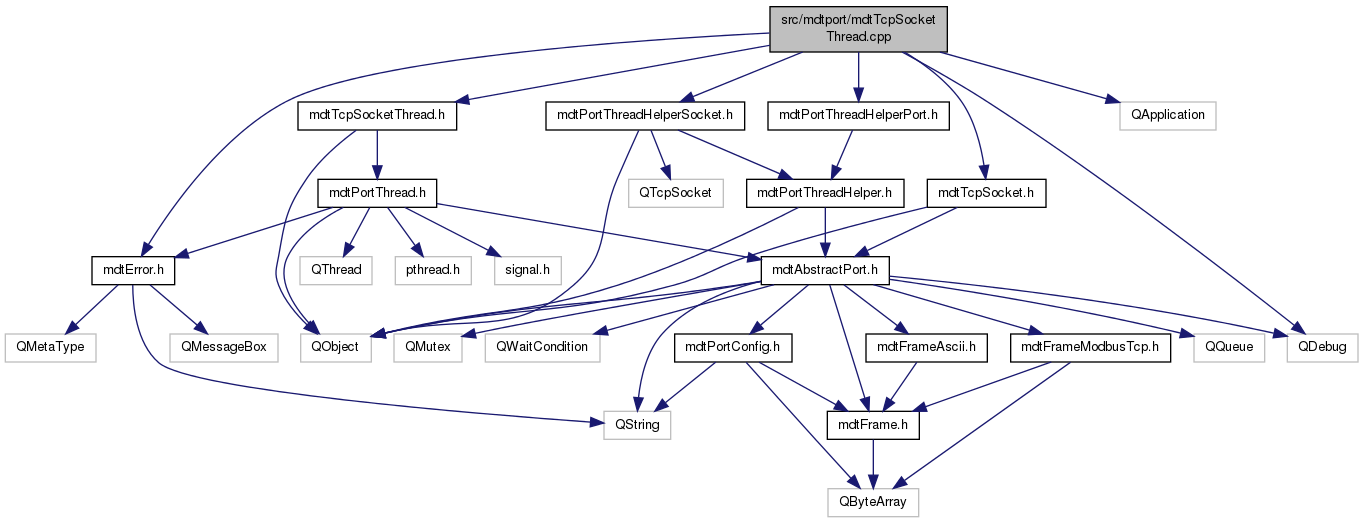 src/mdtport/mdtTcpSocket
Thread.cpp
mdtTcpSocketThread.h
mdtPortThreadHelperSocket.h
mdtPortThreadHelperPort.h
QApplication
mdtPortThread.h
QTcpSocket
mdtPortThreadHelper.h
mdtTcpSocket.h
mdtError.h
QThread
pthread.h
signal.h
mdtAbstractPort.h
QMetaType
QMessageBox
QObject
QMutex
QWaitCondition
mdtPortConfig.h
mdtFrameAscii.h
mdtFrameModbusTcp.h
QQueue
QDebug
QString
mdtFrame.h
QByteArray